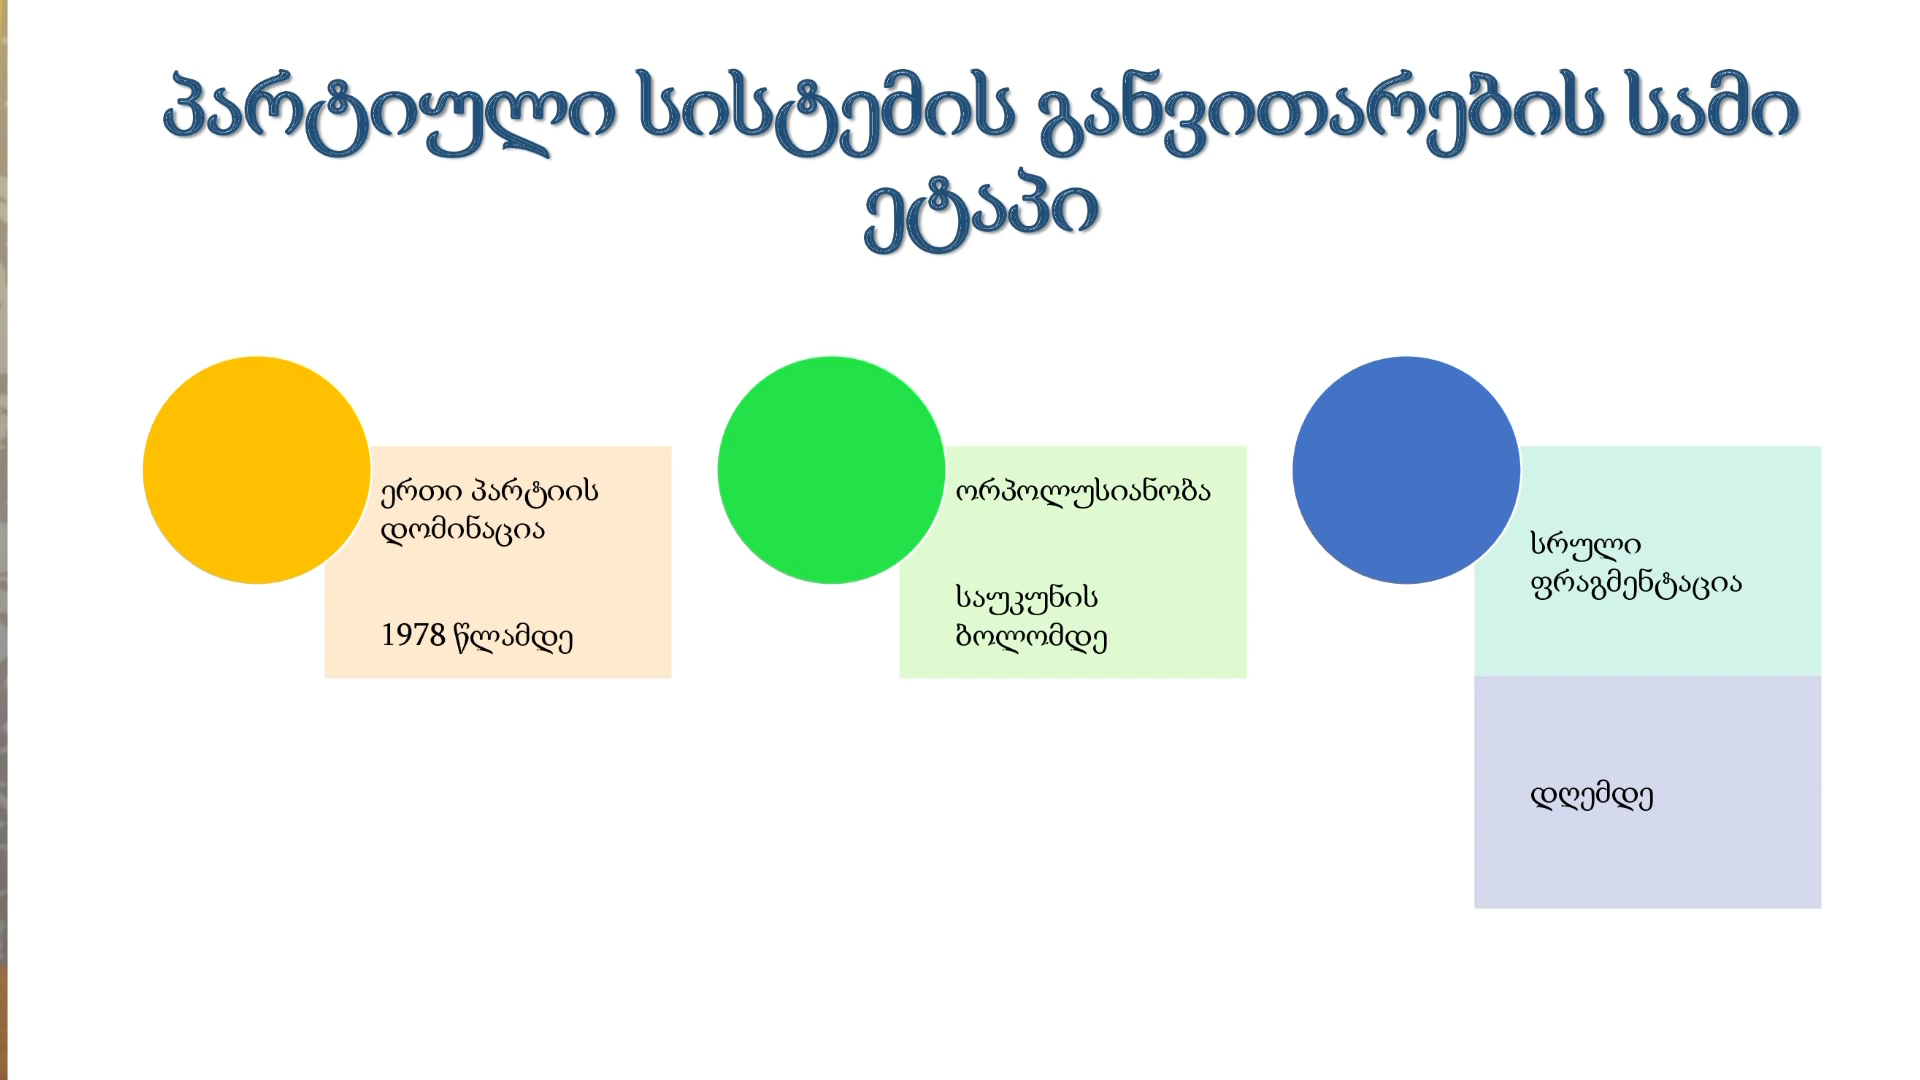 პარტიული სისტემის განვითარების სამი
ეტაპი
ერთი პარტიის
დომინაცია
1978 წლამდე
ორპოლუსიანობა
საუკუნის
ბოლომდე
სრული
ფრაგმენტაცია
დღემდე